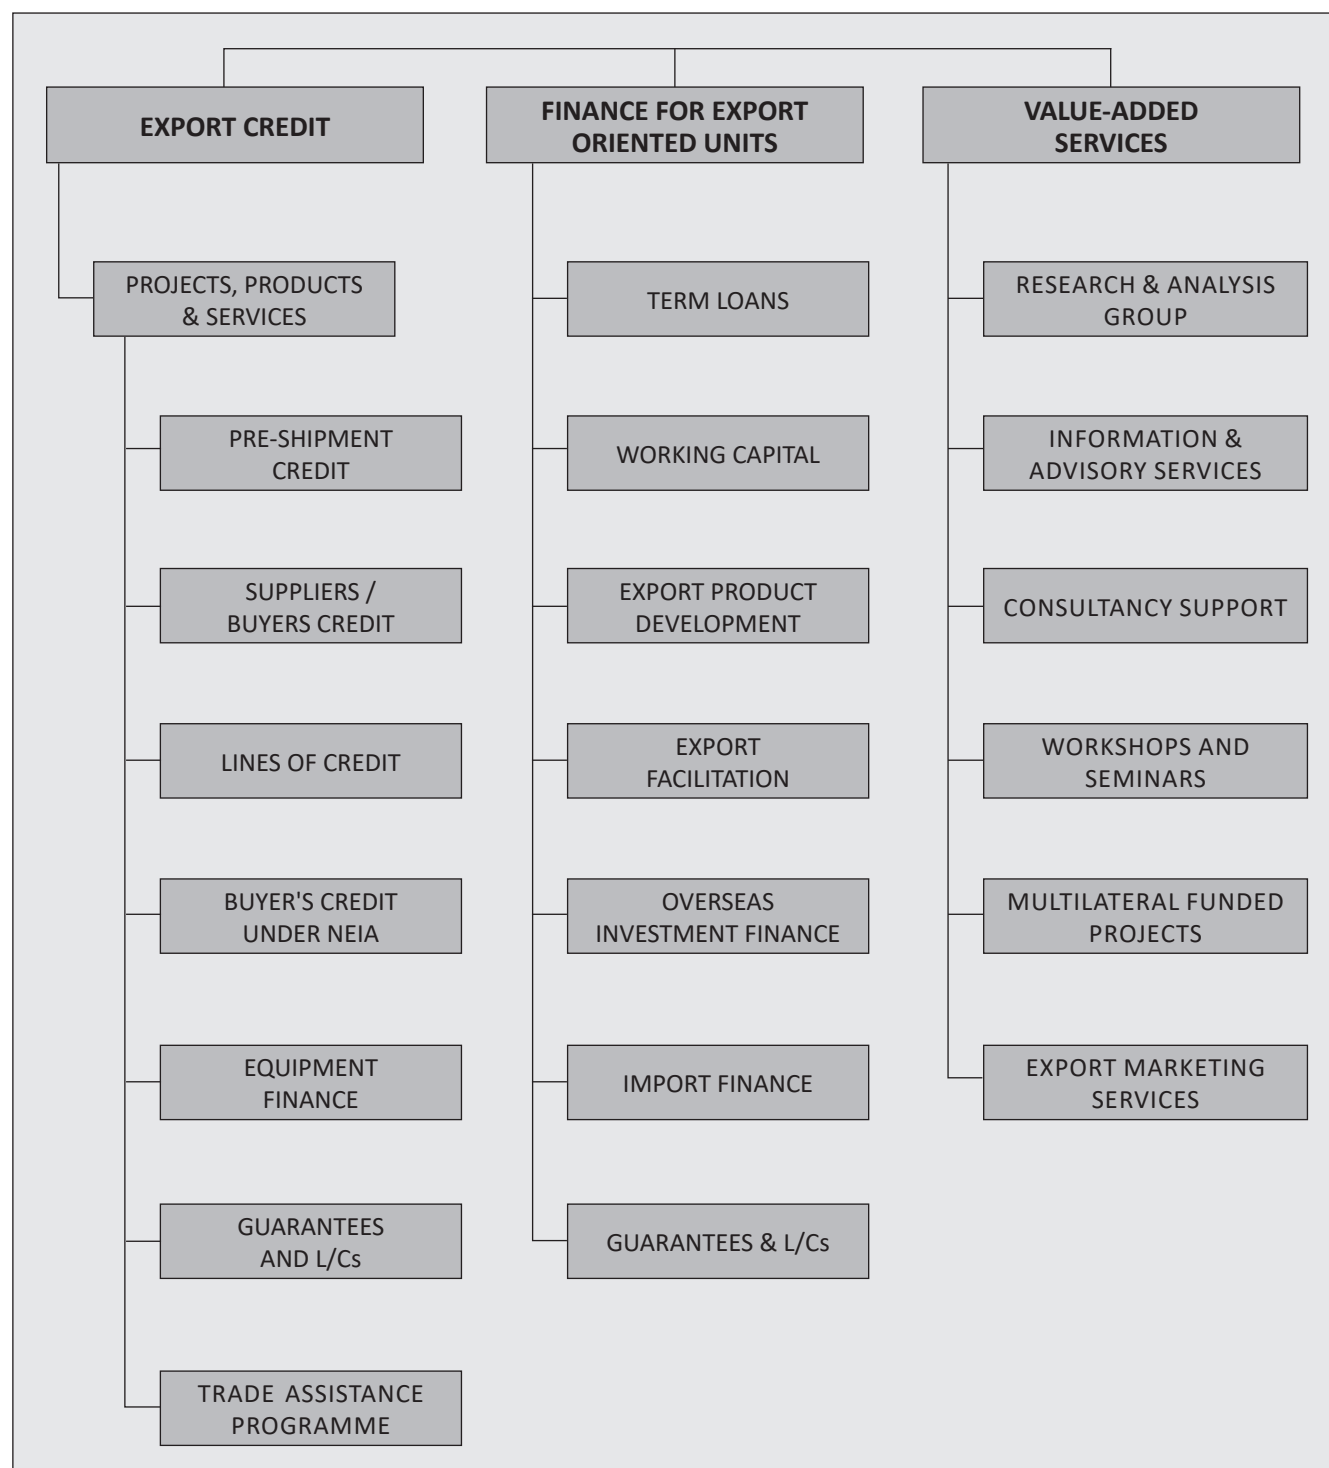 EXPORT CREDIT
PROJECTS, PRODUCTS
& SERVICES
PRE-SHIPMENT
CREDIT
SUPPLIERS /
BUYERS CREDIT
LINES OF CREDIT
BUYER'S CREDIT
UNDER NEIA
EQUIPMENT
FINANCE
GUARANTEES
AND L/Cs
TRADE ASSISTANCE
PROGRAMME
FINANCE FOR EXPORT
ORIENTED UNITS
TERM LOANS
WORKING CAPITAL
EXPORT PRODUCT
DEVELOPMENT
EXPORT
FACILITATION
OVERSEAS
INVESTMENT FINANCE
IMPORT FINANCE
GUARANTEES & L/Cs
VALUE-ADDED
SERVICES
RESEARCH & ANALYSIS
GROUP
INFORMATION &
ADVISORY SERVICES
CONSULTANCY SUPPORT
WORKSHOPS AND
SEMINARS
MULTILATERAL FUNDED
PROJECTS
EXPORT MARKETING
SERVICES